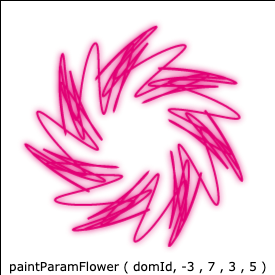 paintParamFlower ( domId, -3 , 7 , 3 , 5 )